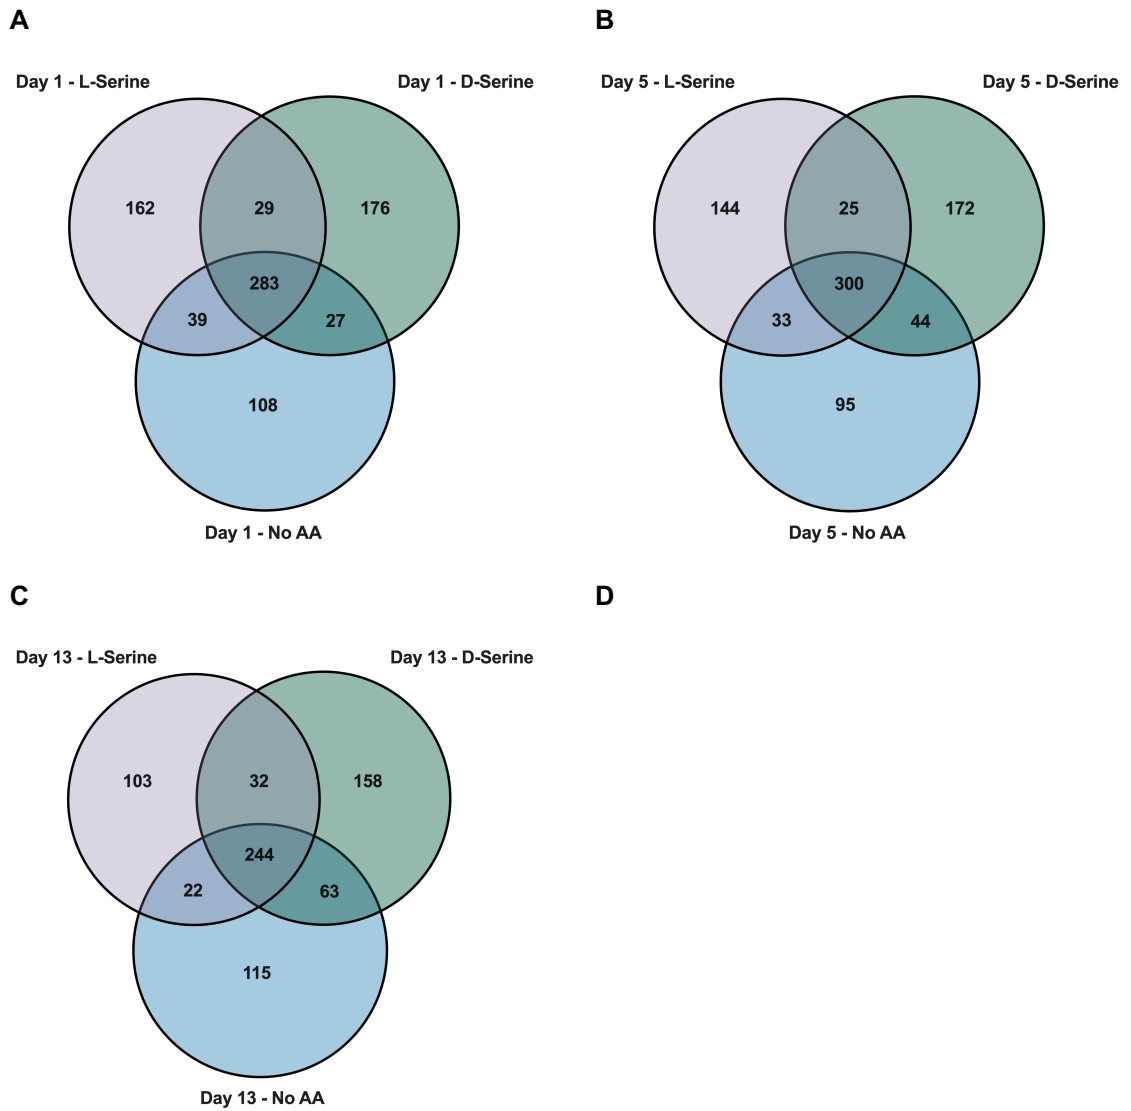 A
B
Day 1 - L-Serine
Day 1 - D-Serine
Day 5 - L-Serine
Day 5 - D-Serine
162
29
176
144
25
172
283
300
39
27
33
44
108
95
Day 1 - No AA
Day 5 - No AA
C
D
Day 13 - L-Serine
Day 13 - D-Serine
103
32
158
244
22
63
115
Day 13 - No AA